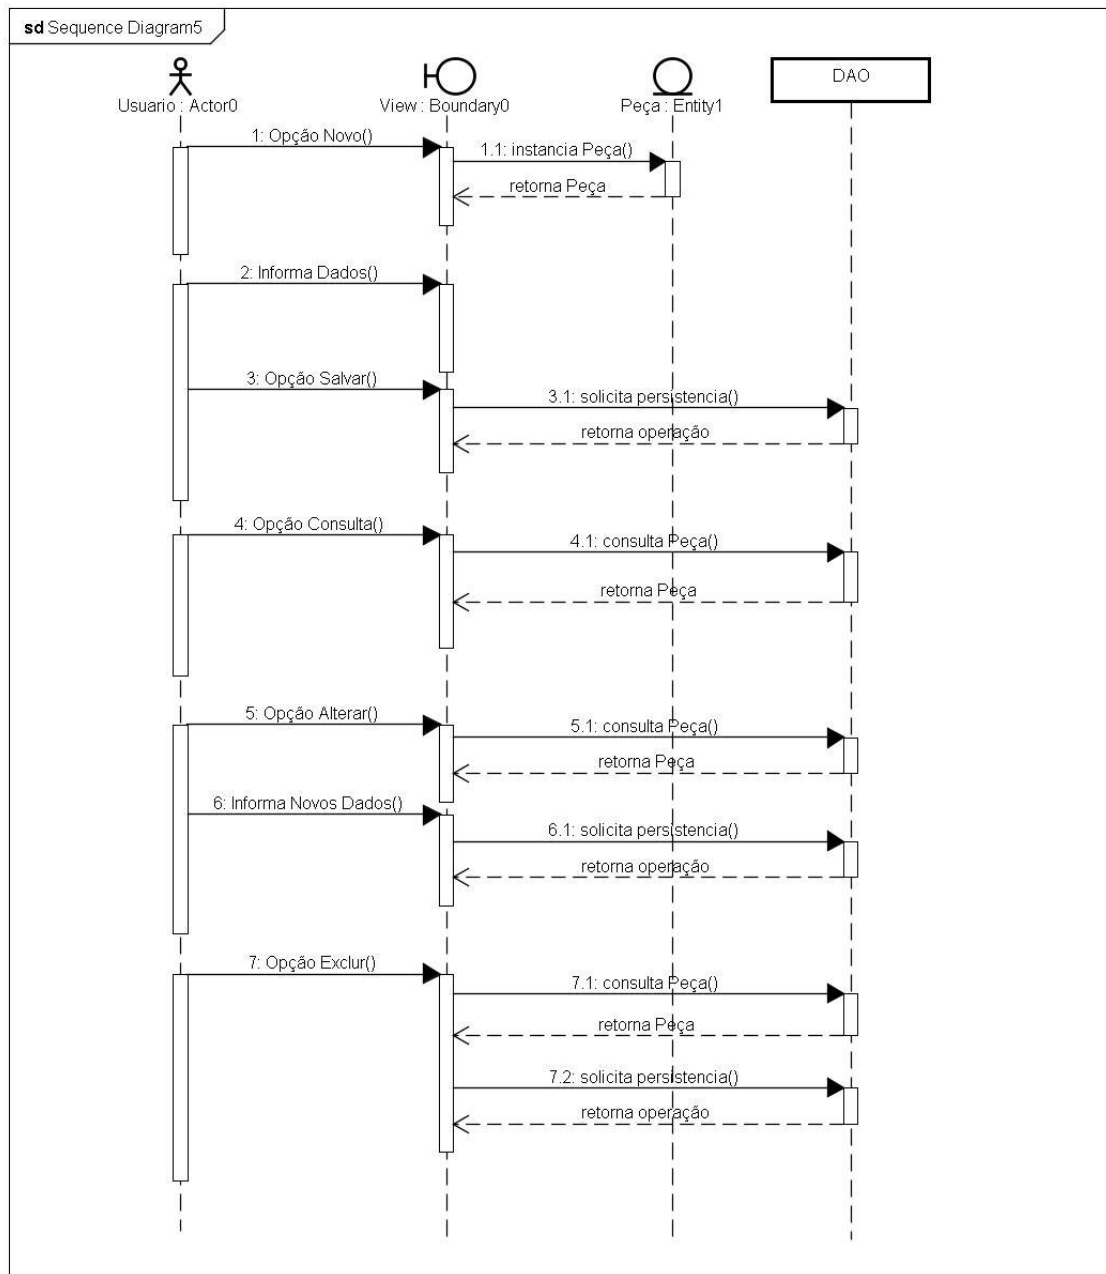 sd Sequence Diagram5
Usuario : Actor0
View : Boundary0
Peça : Entity1
DAO
1: Opção Novo()
1.1: instancia Peça()
retorna Peça
2: Informa Dados()
3: Opção Salvar()
3.1: solicita persistencia()
retorna operação
4: Opção Consulta()
4.1: consulta Peça()
retorna Peça
5: Opção Alterar()
5.1: consulta Peça()
retorna Peça
6: Informa Novos Dados()
6.1: solicita persistencia()
retorna operação
7: Opção Exclur()
7.1: consulta Peça()
retorna Peça
7.2: solicita persistencia()
retorna operação